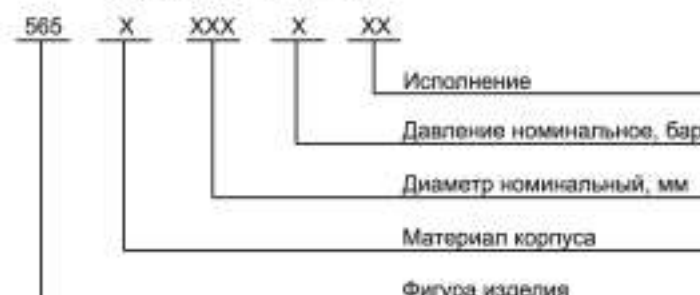 565 X XXX X XX
Исполнение
Давление номинальное, бар
Диаметр номинальный, мм
Материал корпуса
Фигура изделия